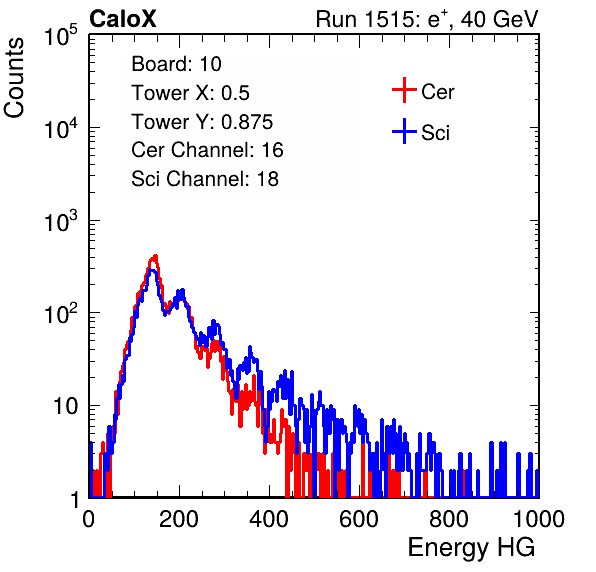 CaloX Run 1515: e+, 40 GeV
Counts
Board: 10
Tower X: 0.5
Tower Y: 0.875
Cer Channel: 16
Sci Channel: 18
Cer
Sci
10^5
10^4
10^3
10^2
10
1
0 200 400 600 800 1000
Energy HG